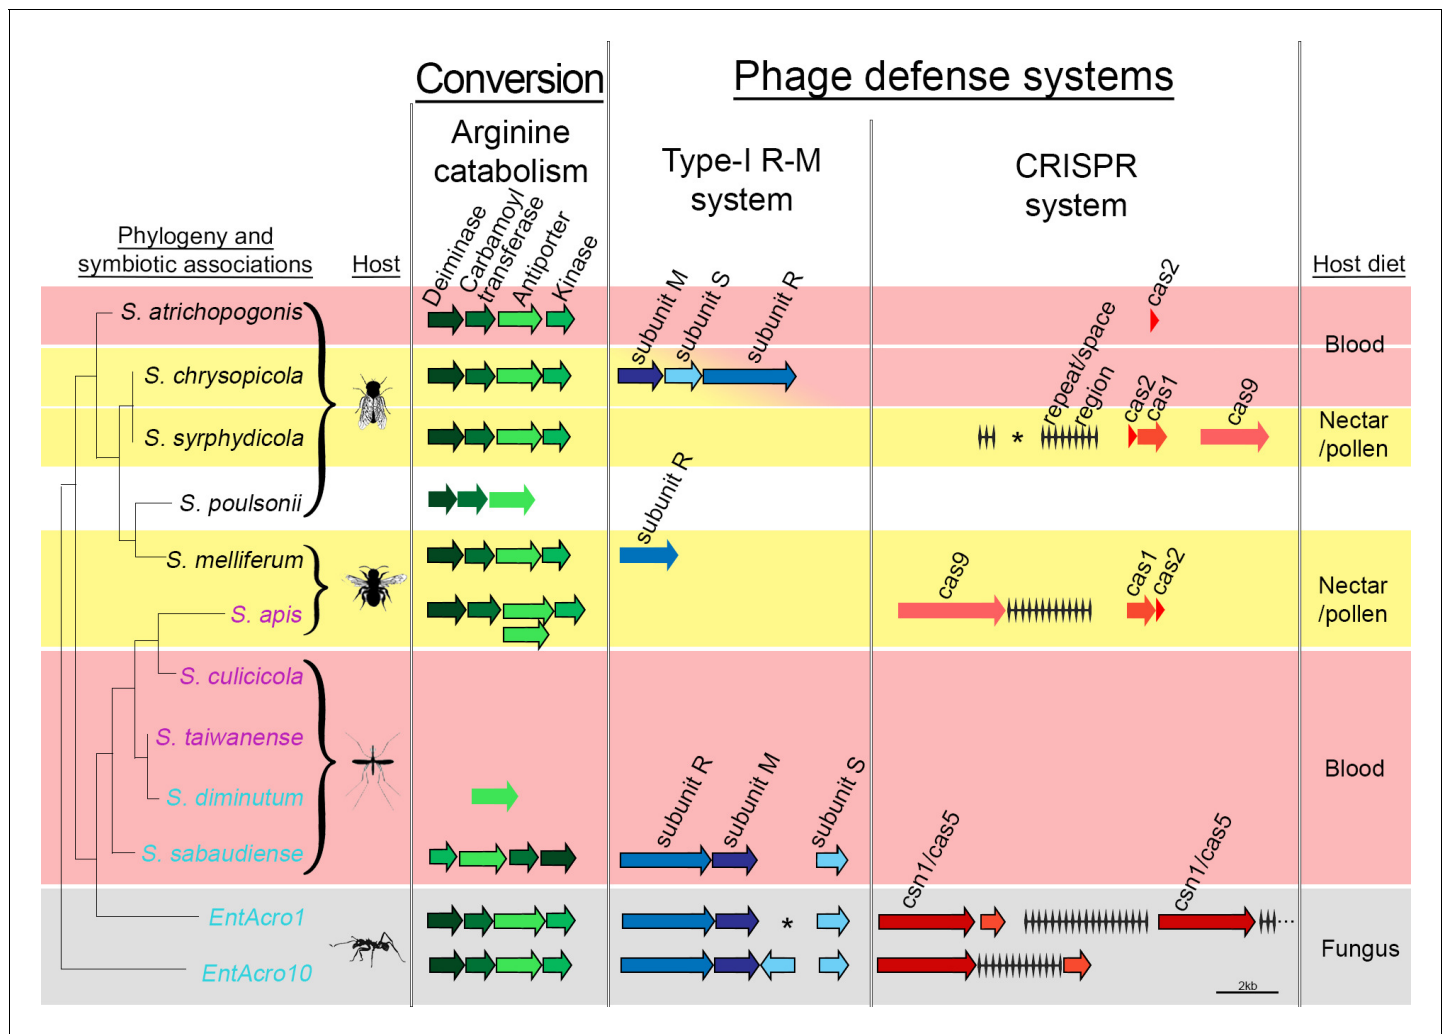 Conversion
Phage defense systems
Arginine
catabolism
Type-I R-M
system
CRISPR
system
Phylogeny and
symbiotic associations
Host
Deiminase
Carbamoyl
transferase
Antiporter
Kinase
Host diet
S. atrichopogonis
subunit M
subunit S
subunit R
cas2
Blood
S. chrysopicola
S. syrphydicola
*
repeat/space
region
cas2
cas1
cas9
Nectar
/pollen
S. poulsonii
subunit R
S. melliferum
cas9
cas1
cas2
Nectar
/pollen
S. apis
S. culicicola
S. taiwanense
Blood
S. diminutum
subunit R
subunit M
subunit S
S. sabaudiense
csn1/cas5
csn1/cas5
EntAcro1
*
...
Fungus
EntAcro10
2kb